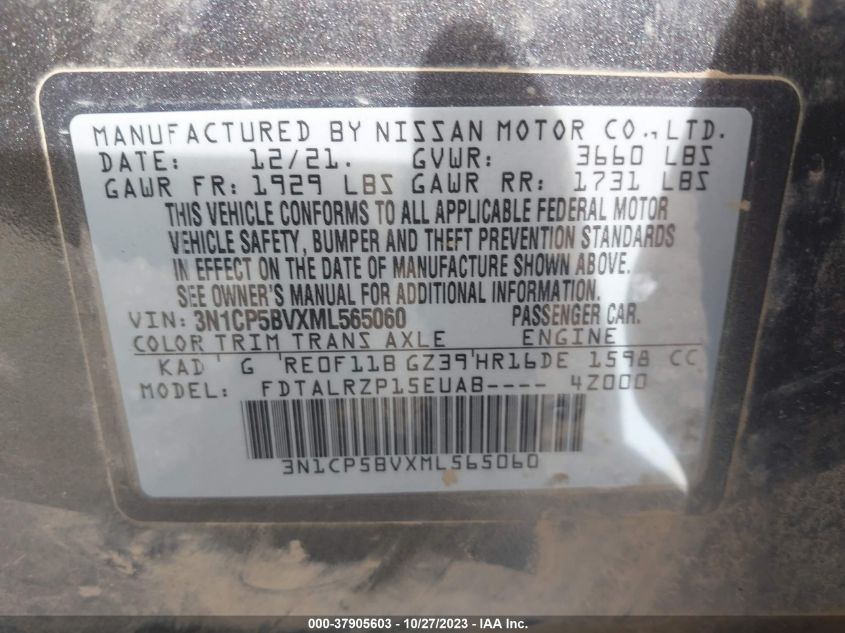 MANUFACTURED BY NISSAN MOTOR CO., LTD.
DATE: 12/21. GVWR: 3660 LBS
GAWR FR: 1929 LBS GAWR RR: 1731 LBS
THIS VEHICLE CONFORMS TO ALL APPLICABLE FEDERAL MOTOR
VEHICLE SAFETY, BUMPER AND THEFT PREVENTION STANDARDS
IN EFFECT ON THE DATE OF MANUFACTURE SHOWN ABOVE.
SEE OWNER'S MANUAL FOR ADDITIONAL INFORMATION.
VIN: 3N1CP5BVXML565060 PASSENGER CAR.
COLOR TRIM TRANS AXLE ENGINE
KAD G RE0F11B GZ39 HR16DE 1598 CC
MODEL: FDTALRZP15EUAB---- 4Z000
3N1CP5BVXML565060
000-37905603 - 10/27/2023 - IAA Inc.